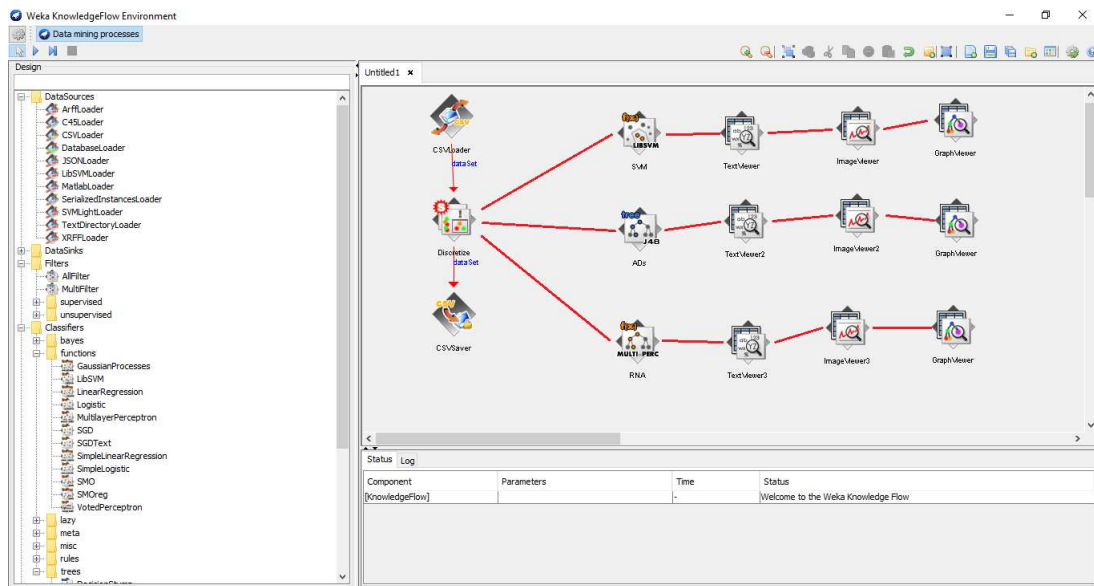 Weka KnowledgeFlow Environment
Data mining processes
Design
Untitled1
DataSources
ArffLoader
C45Loader
CSVLoader
DatabaseLoader
JSONLoader
LibSVMLoader
MatlabLoader
SerializedInstancesLoader
SVMLightLoader
TextDirectoryLoader
XRFFLoader
DataSinks
Filters
AllFilter
MultiFilter
supervised
unsupervised
Classifiers
bayes
functions
GaussianProcesses
LibSVM
LinearRegression
Logistic
MultilayerPerceptron
SGD
SGDText
SimpleLinearRegression
SimpleLogistic
SMO
SMOreg
VotedPerceptron
lazy
meta
misc
rules
trees
DecisionStump
CSV
CSVLoader
dataSet
Discretize
dataSet
CSV
CSVSaver
f(x)
LIBSVM
SVM
TextViewer
ImageViewer
GraphViewer
tree
J48
ADs
TextViewer2
ImageViewer2
GraphViewer
f(x)
MULTI-PERC
RNA
TextViewer3
ImageViewer3
GraphViewer
Status Log
Component Parameters Time Status
[KnowledgeFlow] - Welcome to the Weka Knowledge Flow